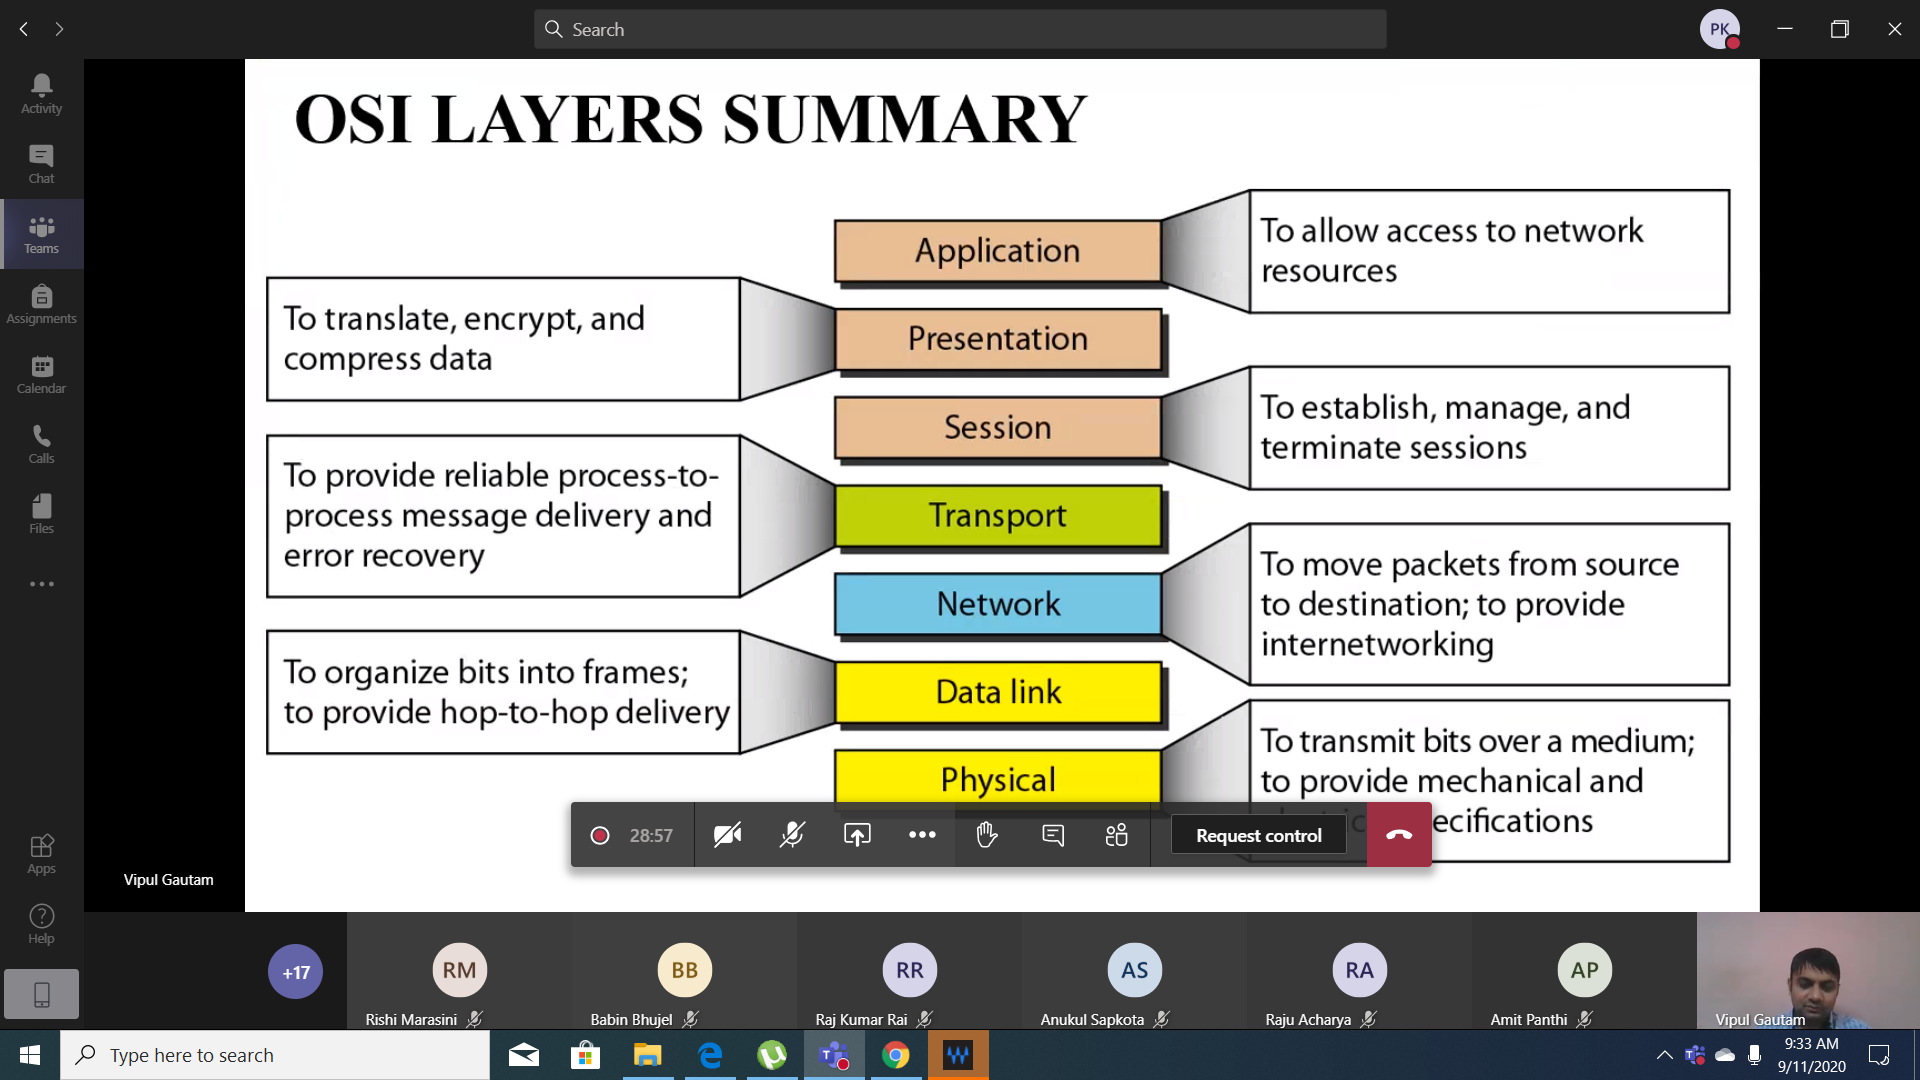 Search
PK
Activity
Chat
Teams
Assignments
Calendar
Calls
Files
Apps
Help
OSI LAYERS SUMMARY
Application
To allow access to network
resources
To translate, encrypt, and
compress data
Presentation
Session
To establish, manage, and
terminate sessions
To provide reliable process-to-
process message delivery and
error recovery
Transport
Network
To move packets from source
to destination; to provide
internetworking
To organize bits into frames;
to provide hop-to-hop delivery
Data link
Physical
To transmit bits over a medium;
to provide mechanical and
28:57
Request control
Vipul Gautam
+17
RM
BB
RR
AS
RA
AP
Rishi Marasini
Babin Bhujel
Raj Kumar Rai
Anukul Sapkota
Raju Acharya
Amit Panthi
Vipul Gautam
Type here to search
9:33 AM
9/11/2020